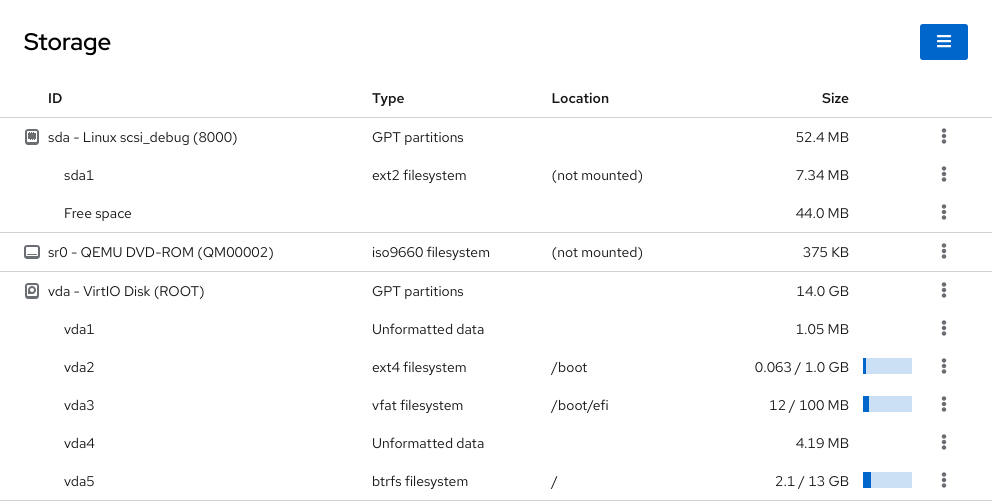 Storage
ID Type Location Size
sda - Linux scsi_debug (8000) GPT partitions 52.4 MB
sda1 ext2 filesystem (not mounted) 7.34 MB
Free space 44.0 MB
sr0 - QEMU DVD-ROM (QM00002) iso9660 filesystem (not mounted) 375 KB
vda - VirtIO Disk (ROOT) GPT partitions 14.0 GB
vda1 Unformatted data 1.05 MB
vda2 ext4 filesystem /boot 0.063 / 1.0 GB
vda3 vfat filesystem /boot/efi 12 / 100 MB
vda4 Unformatted data 4.19 MB
vda5 btrfs filesystem / 2.1 / 13 GB